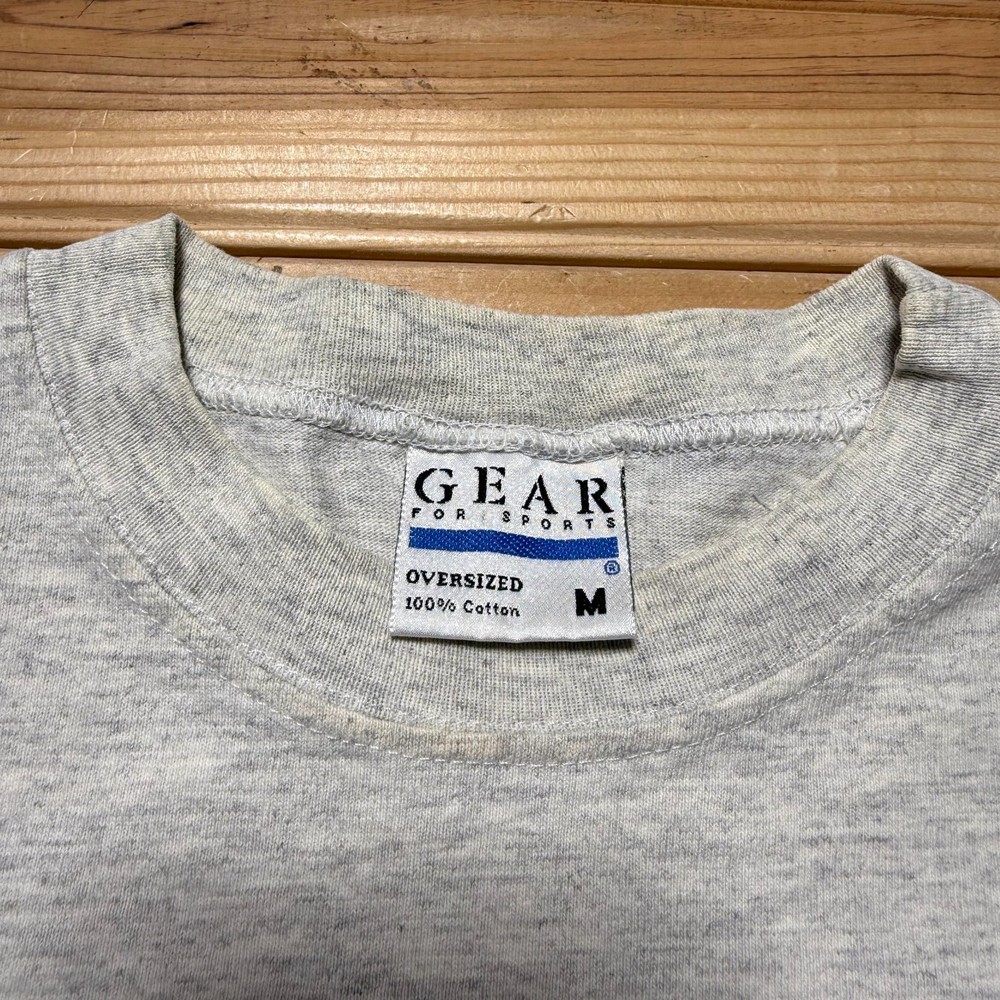 GEAR
FOR SPORTS
®
OVERSIZED
100% Cotton
M